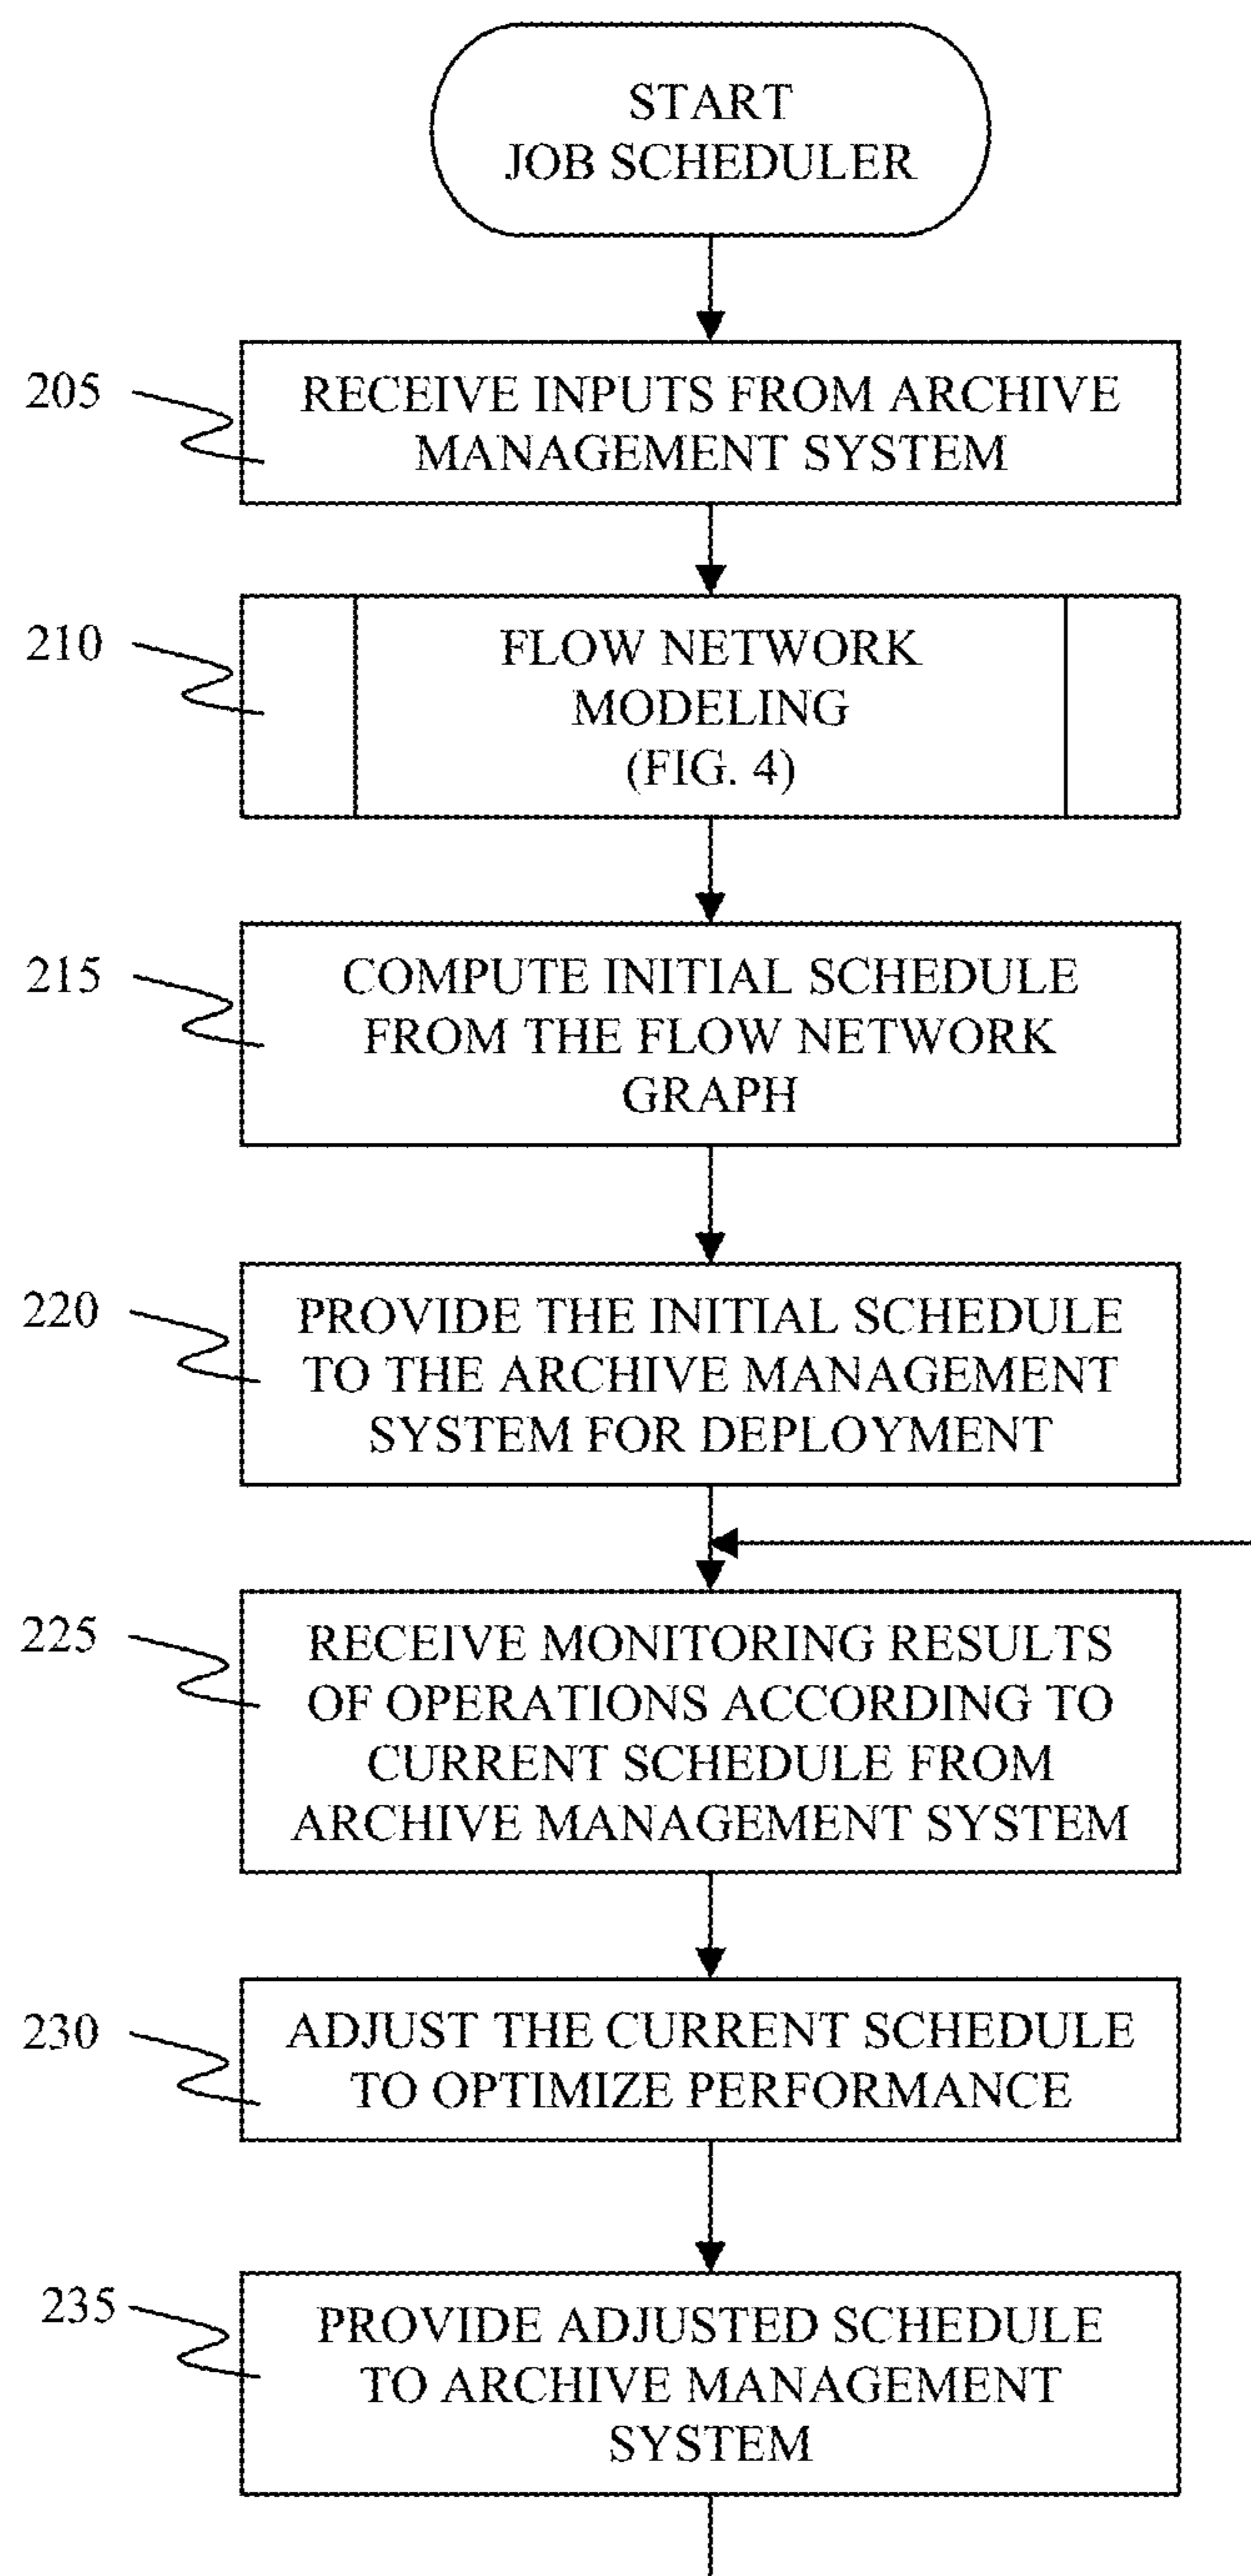 START
JOB SCHEDULER
205
RECEIVE INPUTS FROM ARCHIVE
MANAGEMENT SYSTEM
210
FLOW NETWORK
MODELING
(FIG. 4)
215
COMPUTE INITIAL SCHEDULE
FROM THE FLOW NETWORK
GRAPH
220
PROVIDE THE INITIAL SCHEDULE
TO THE ARCHIVE MANAGEMENT
SYSTEM FOR DEPLOYMENT
225
RECEIVE MONITORING RESULTS
OF OPERATIONS ACCORDING TO
CURRENT SCHEDULE FROM
ARCHIVE MANAGEMENT SYSTEM
230
ADJUST THE CURRENT SCHEDULE
TO OPTIMIZE PERFORMANCE
235
PROVIDE ADJUSTED SCHEDULE
TO ARCHIVE MANAGEMENT
SYSTEM